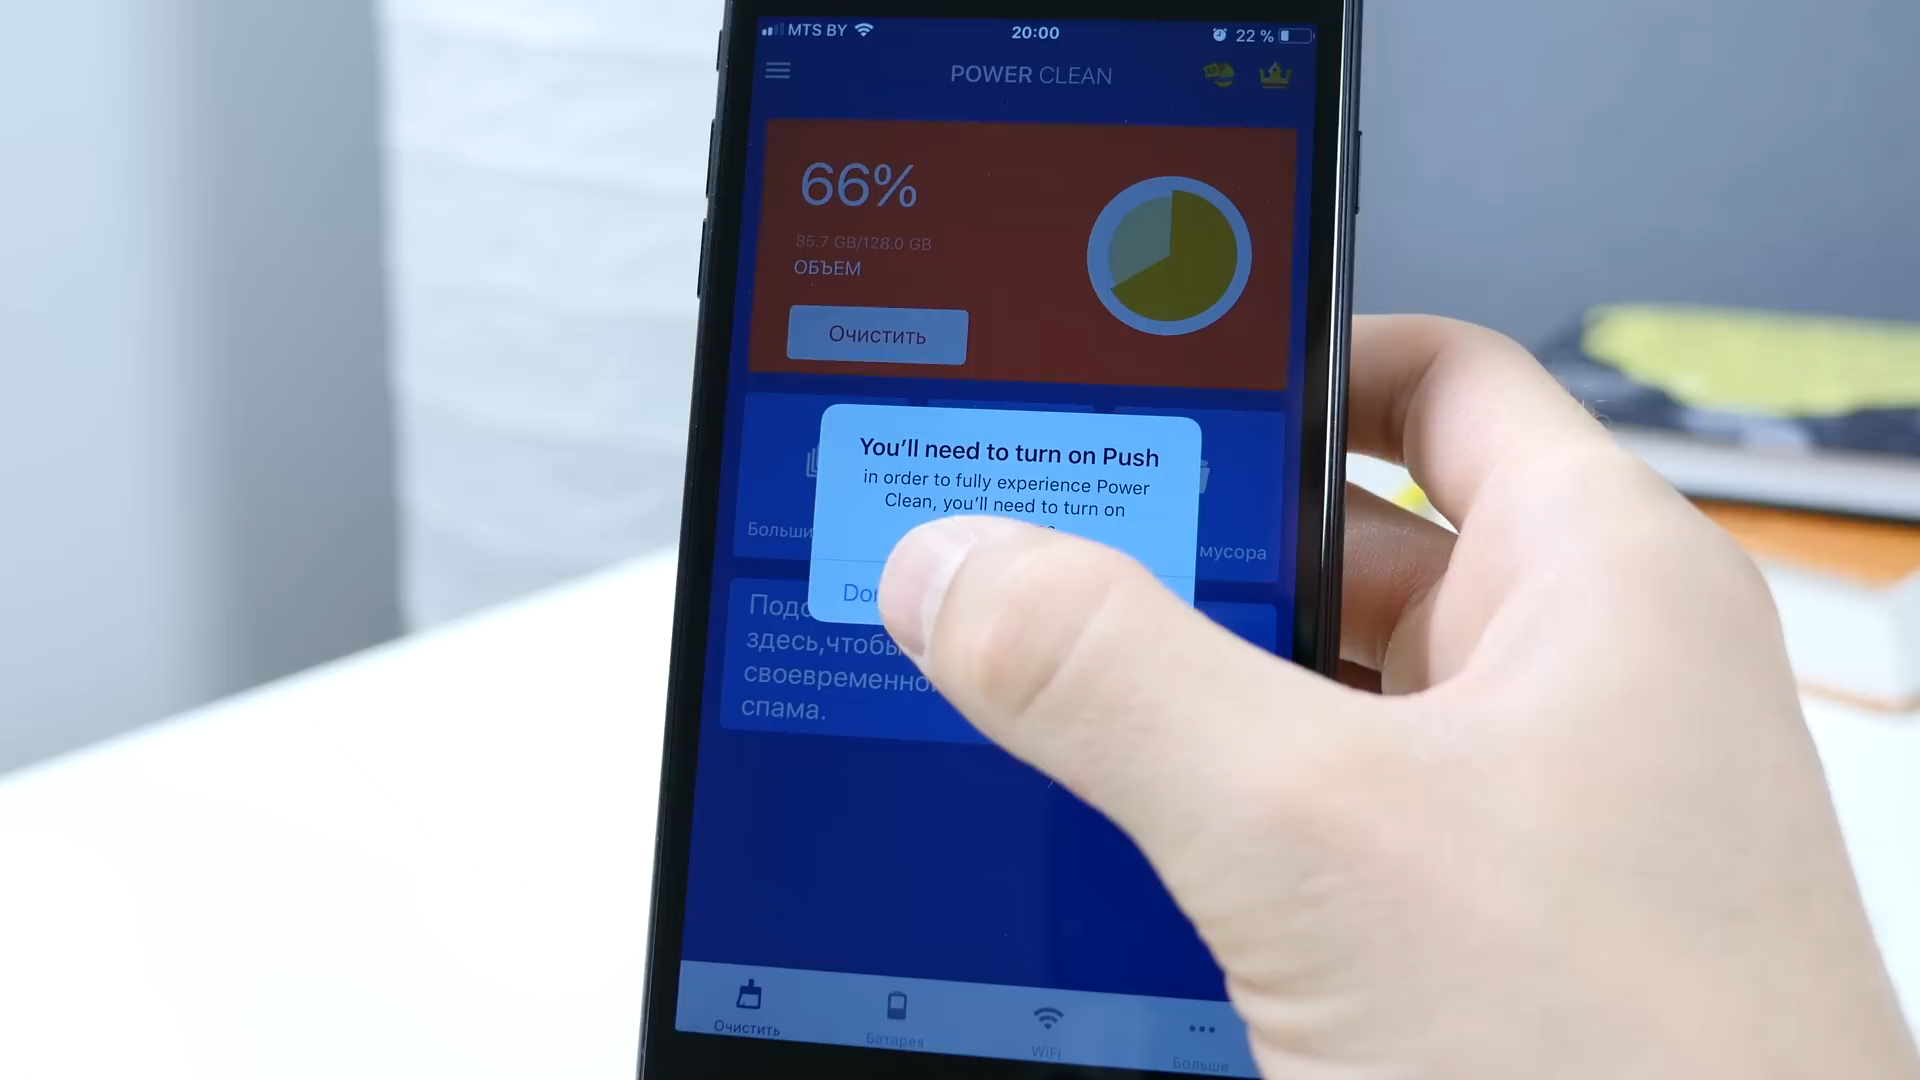 MTS BY
20:00
22 %
POWER CLEAN
66%
85.7 GB/128.0 GB
ОБЪЕМ
Очистить
You'll need to turn on Push
in order to fully experience Power
Clean, you'll need to turn on
мусора
здесь,чтобы
спама.
Очистить
Батарея
WiFi
Больше